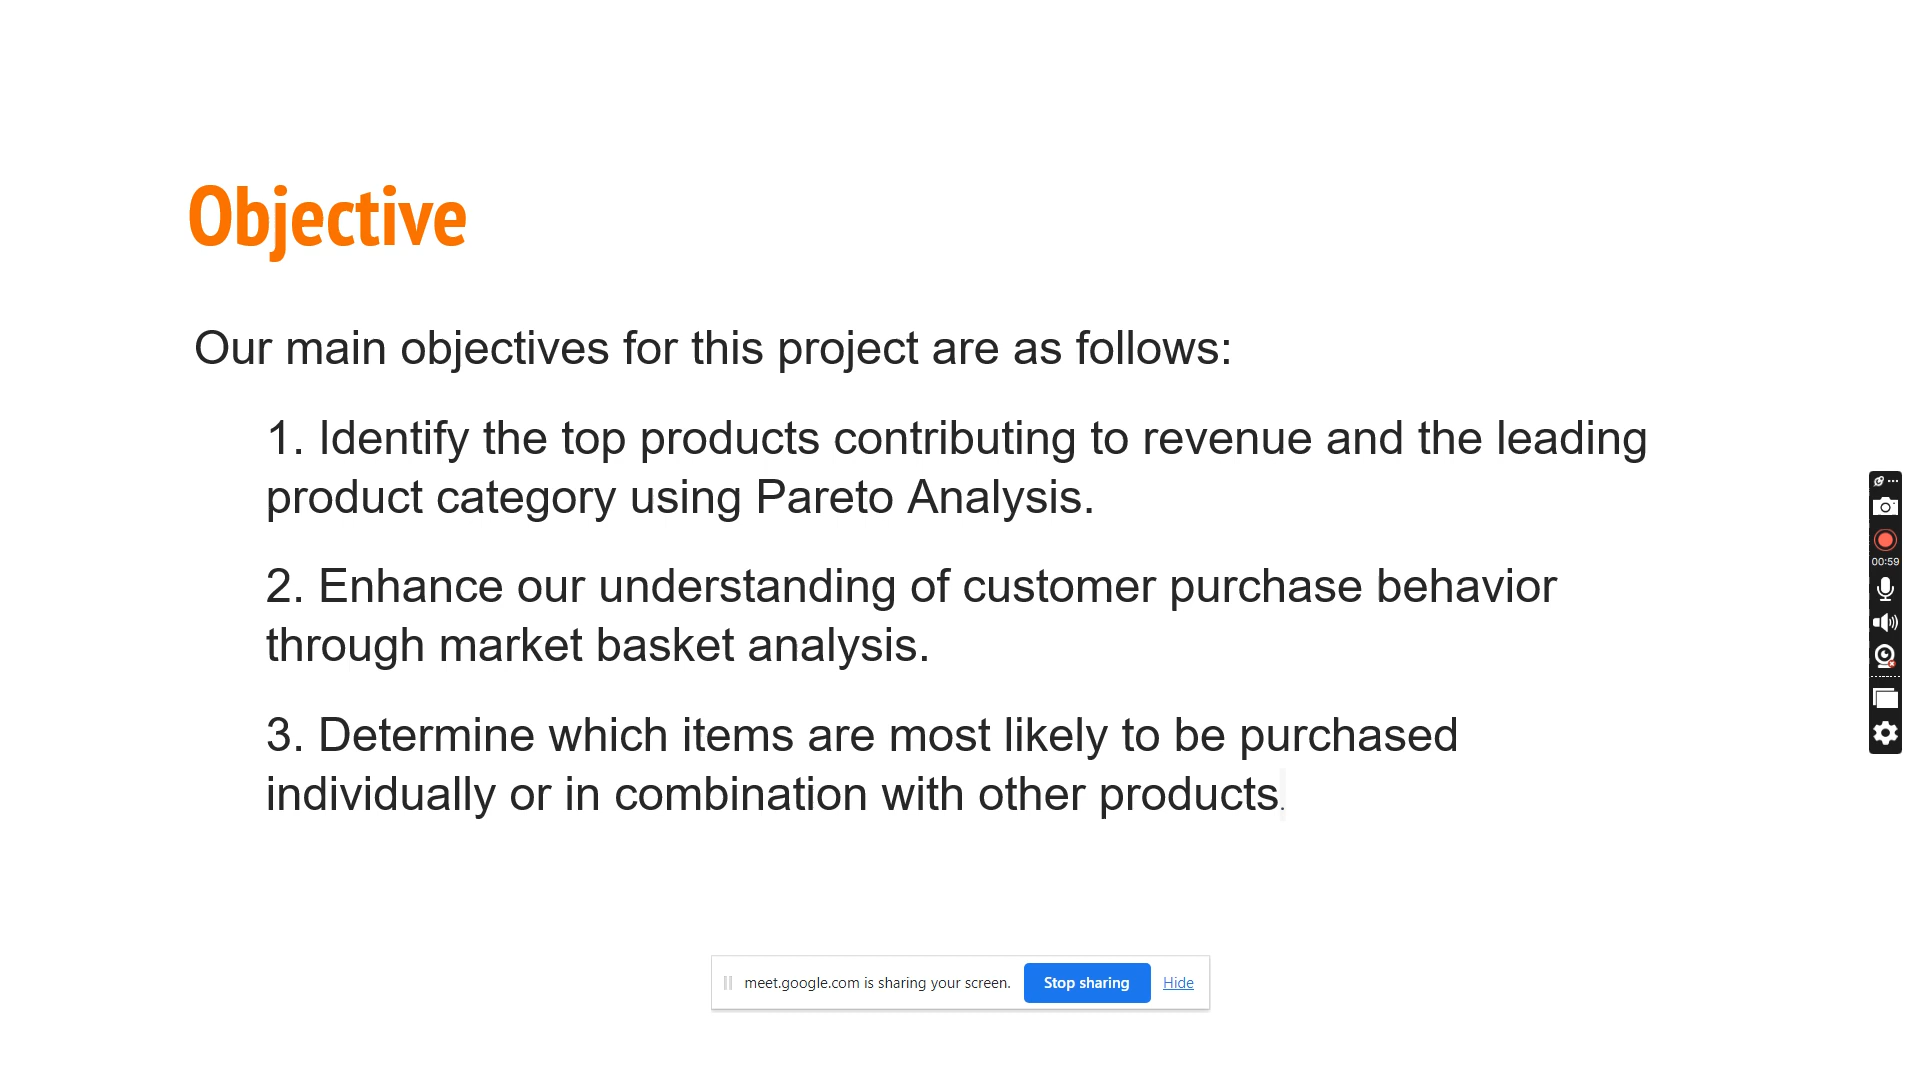 Objective
Our main objectives for this project are as follows:
1. Identify the top products contributing to revenue and the leading
product category using Pareto Analysis.
2. Enhance our understanding of customer purchase behavior
through market basket analysis.
3. Determine which items are most likely to be purchased
individually or in combination with other products.
00:59
meet.google.com is sharing your screen. Stop sharing Hide